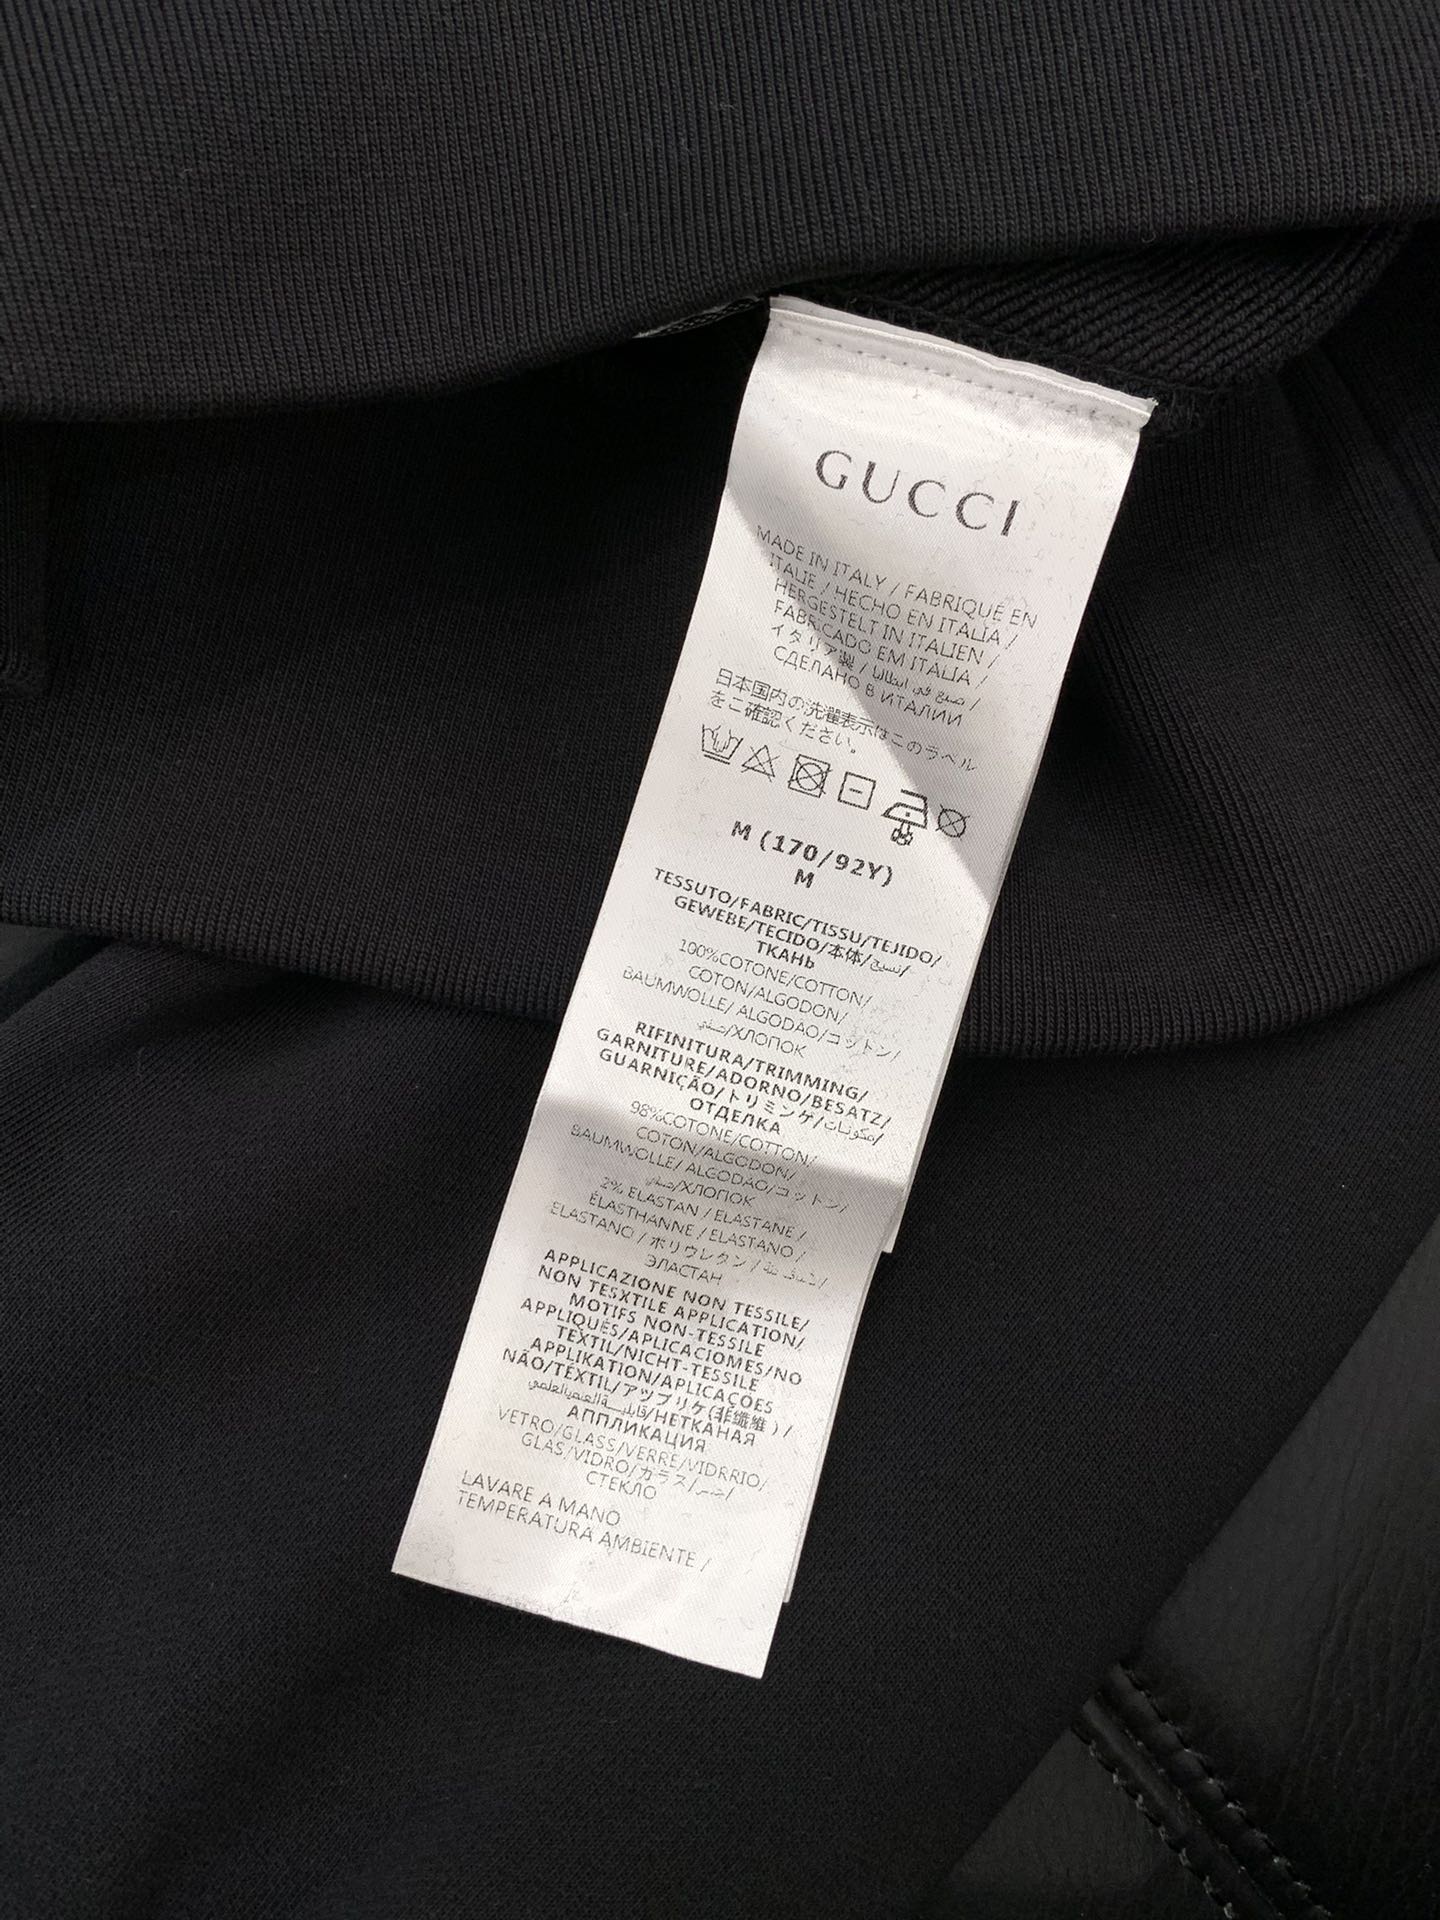 GUCCI
MADE IN ITALY / FABRIQUÉ EN
ITALIE / HECHO EN ITALIA /
HERGESTELT IN ITALIEN /
FABRICADO EM ITALIA /
イタリア製 / صنع في ايطاليا /
СДЕЛАНО В ИТАЛИИ
日本国内の洗濯表示はこのラベル
をご確認ください。
M (170/92Y)
M
TESSUTO/FABRIC/TISSU/TEJIDO/
GEWEBE/TECIDO/本体/نسيج/
ТКАНЬ
100%COTONE/COTTON/
COTON/ALGODON/
BAUMWOLLE/ ALGODAO/コットン/
/ХЛОПОК
RIFINITURA/TRIMMING/
GARNITURE/ADORNO/BESATZ/
GUARNIÇÃO/トリミング/مكونات/
ОТДЕЛКА
98%COTONE/COTTON/
COTON/ALGODON/
BAUMWOLLE/ ALGODAO/コットン/
/ХЛОПОК
2% ELASTAN / ELASTANE /
ÉLASTHANNE / ELASTANO /
ELASTANO / ポリウレタン /
ЭЛАСТАН
APPLICAZIONE NON TESSILE/
NON TESXTILE APPLICATION/
MOTIFS NON-TESSILE
APPLIQUÉS/APLICACIOMES/NO
TEXTIL/NICHT-TESSILE
APPLIKATION/APLICAÇÕES
NÃO/TÉXTIL/アップリケ(非繊維)/
/НЕТКАНАЯ
АППЛИКАЦИЯ
VETRO/GLASS/VERRE/VIDRRIO/
GLAS/VIDRO/ガラス/
СТЕКЛО
LAVARE A MANO
TEMPERATURA AMBIENTE /